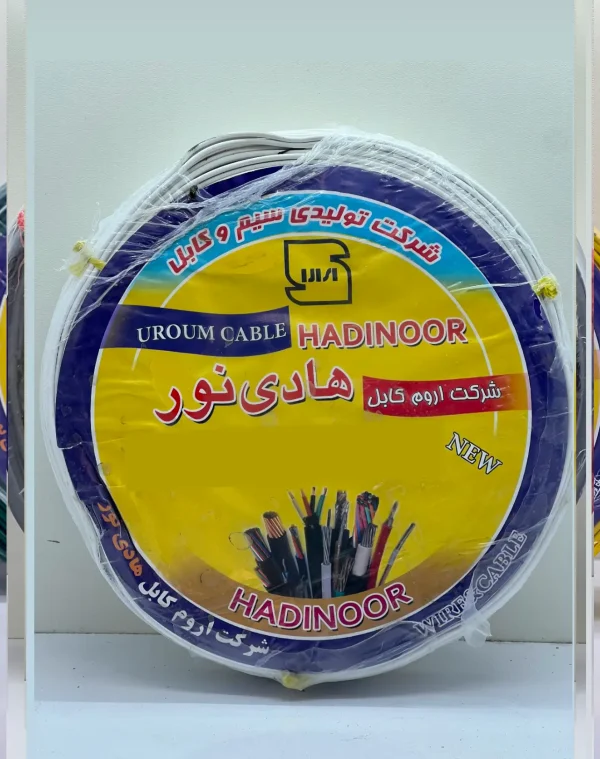 شرکت تولیدی سیم و کابل
ایران
UROUM CABLE
HADINOOR
هادی نور
شرکت اروم کابل
NEW
HADINOOR
شرکت اروم کابل هادی نور
WIRE&CABLE